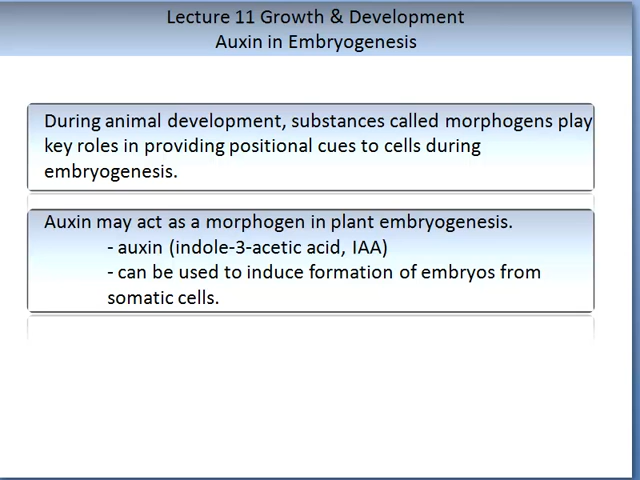 Lecture 11 Growth & Development
Auxin in Embryogenesis
During animal development, substances called morphogens play
key roles in providing positional cues to cells during
embryogenesis.
Auxin may act as a morphogen in plant embryogenesis.
- auxin (indole-3-acetic acid, IAA)
- can be used to induce formation of embryos from
somatic cells.